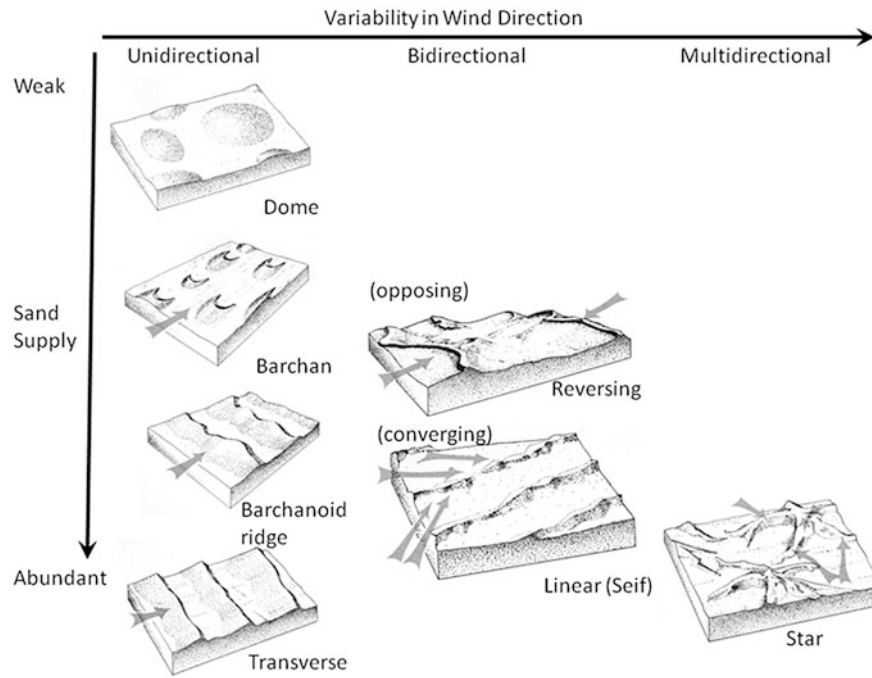 Variability in Wind Direction
Unidirectional
Bidirectional
Multidirectional
Weak
Dome
Sand
Supply
(opposing)
Barchan
Reversing
(converging)
Barchanoid
ridge
Abundant
Linear (Seif)
Transverse
Star